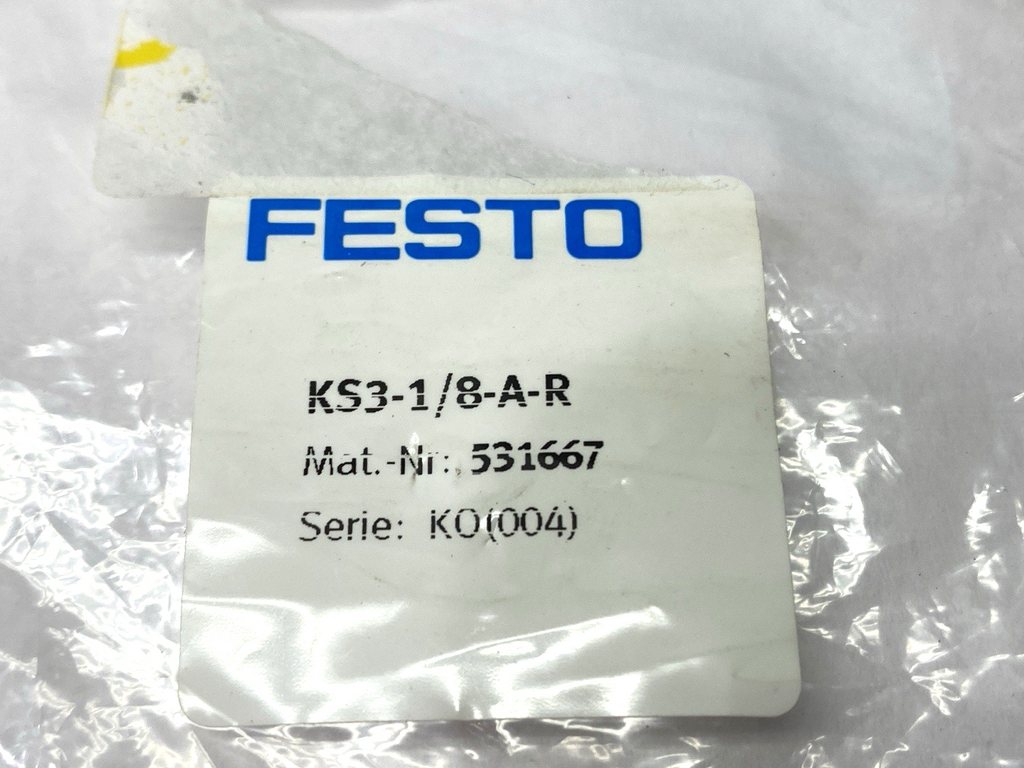 FESTO
KS3-1/8-A-R
Mat.-Nr: 531667
Serie: KO(004)